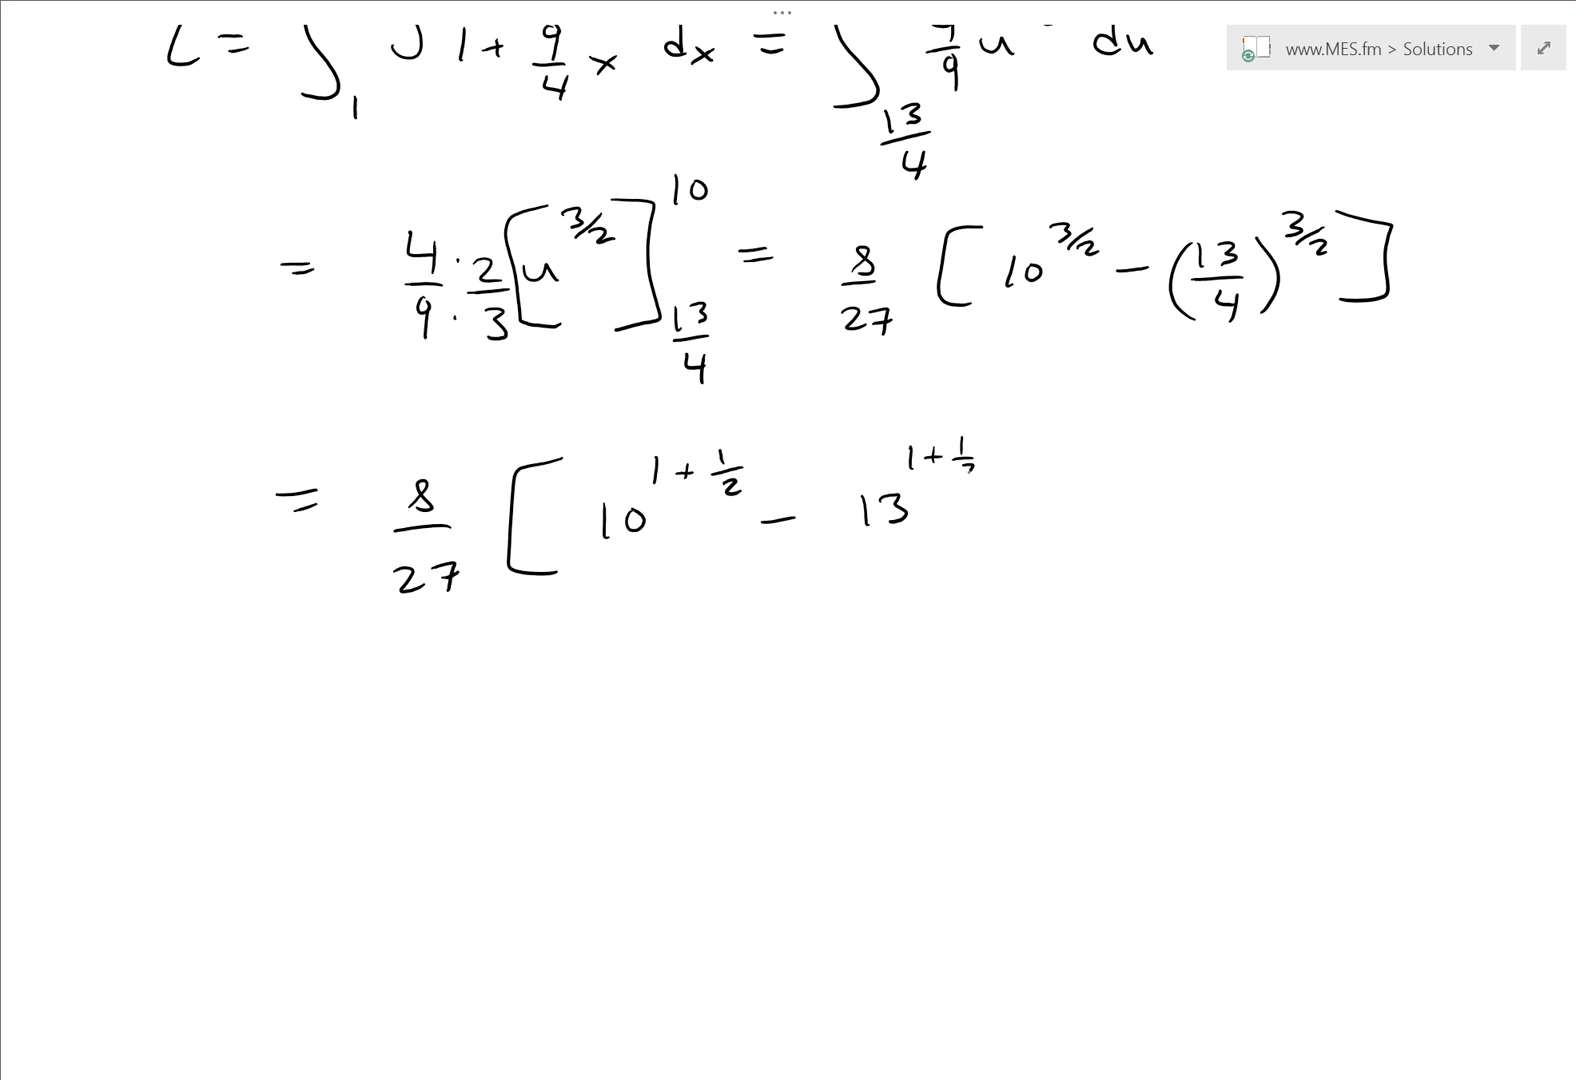 L = ∫₁ √ 1 + 9/4 x dx = ∫_{13/4} 4/9 u du
www.MES.fm > Solutions
= 4/9 · 2/3 [u^{3/2}]_{13/4}^{10} = 8/27 [10^{3/2} − (13/4)^{3/2}]
= 8/27 [10^{1 + 1/2} − 13^{1 + 1/2}